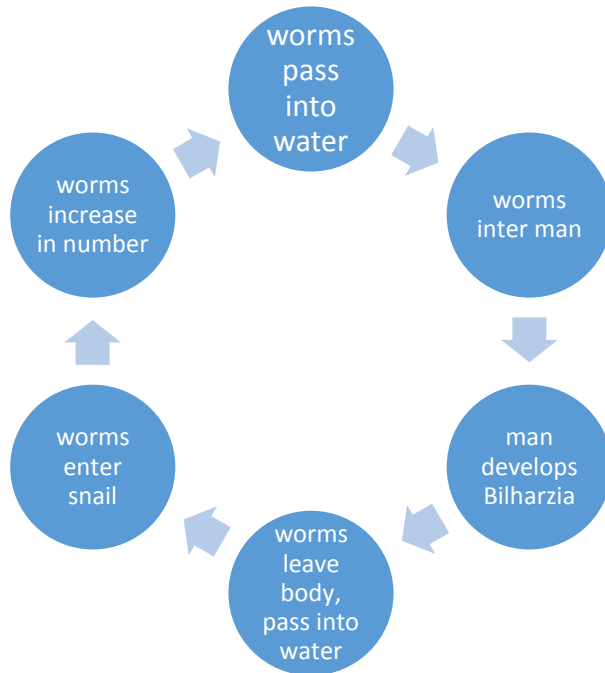 worms
pass
into
water
worms
inter man
man
develops
Bilharzia
worms
leave
body,
pass into
water
worms
enter
snail
worms
increase
in number